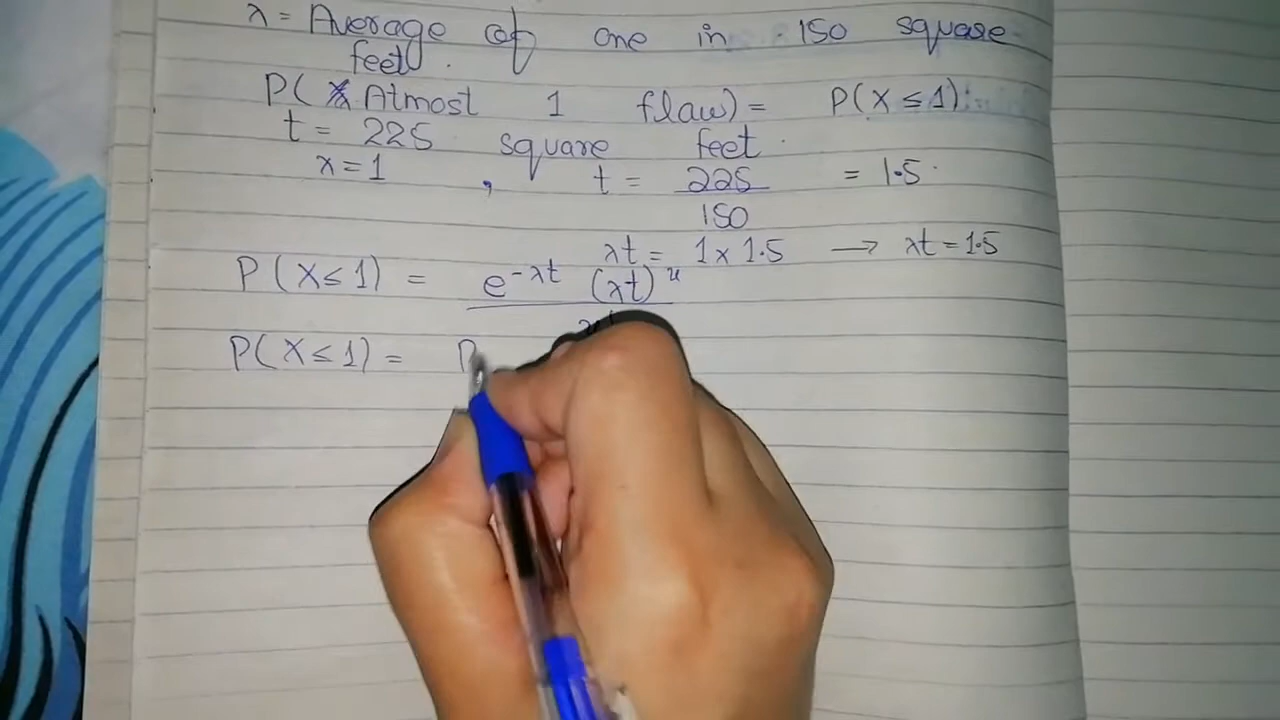 λ = Average of one in 150 square
feet.
P( Atmost 1 flaw) = P(X ≤ 1).
t = 225 square feet.
λ = 1 , t = 225/150 = 1.5.
λt = 1 x 1.5 → λt = 1.5
P(X ≤ 1) = e^-λt (λt)^x / x!
P(X ≤ 1) = P